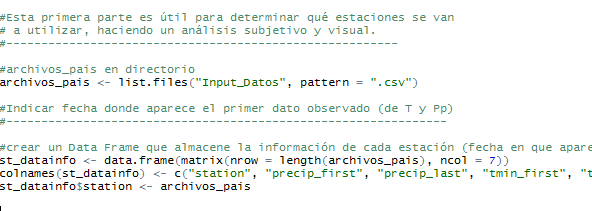 #Esta primera parte es útil para determinar qué estaciones se van
# a utilizar, haciendo un análisis subjetivo y visual.
#--------------------------------------------------------
#archivos_pais en directorio
archivos_pais <- list.files("Input_Datos", pattern = ".csv")
#Indicar fecha donde aparece el primer dato observado (de T y Pp)
#---------------------------------------------------------------
#crear un Data Frame que almacene la información de cada estación (fecha en que apare
st_datainfo <- data.frame(matrix(nrow = length(archivos_pais), ncol = 7))
colnames(st_datainfo) <- c("station", "precip_first", "precip_last", "tmin_first", "t
st_datainfo$station <- archivos_pais